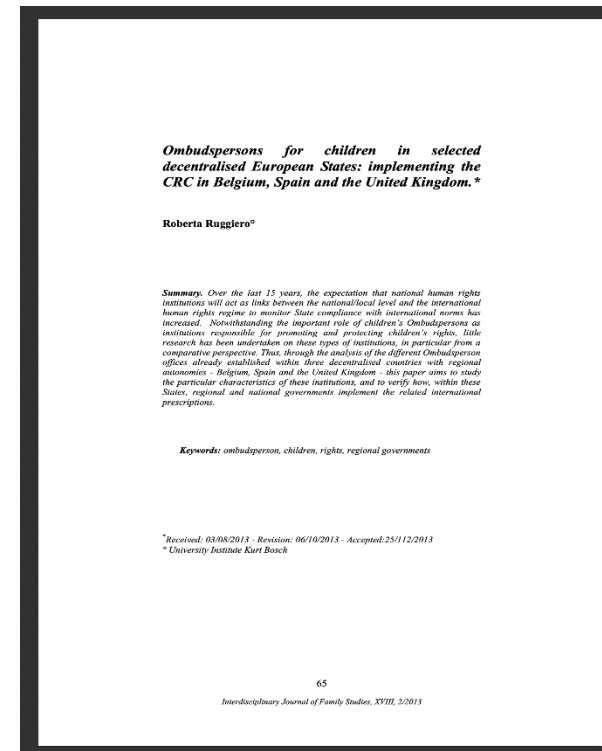 Ombudspersons for children in selected
decentralised European States: implementing the
CRC in Belgium, Spain and the United Kingdom.*
Roberta Ruggiero°
Summary. Over the last 15 years, the expectation that national human rights
institutions will act as links between the national/local level and the international
human rights regime to monitor State compliance with international norms has
increased. Notwithstanding the important role of children's Ombudspersons as
institutions responsible for promoting and protecting children's rights, little
research has been undertaken on these types of institutions, in particular from a
comparative perspective. Thus, through the analysis of the different Ombudsperson
offices already established within three decentralised countries with regional
autonomies - Belgium, Spain and the United Kingdom - this paper aims to study
the particular characteristics of these institutions, and to verify how, within these
States, regional and national governments implement the related international
prescriptions.
Keywords: ombudsperson, children, rights, regional governments
*Received: 03/08/2013 - Revision: 06/10/2013 - Accepted:25/112/2013
° University Institute Kurt Bosch
65
Interdisciplinary Journal of Family Studies, XVIII, 2/2013